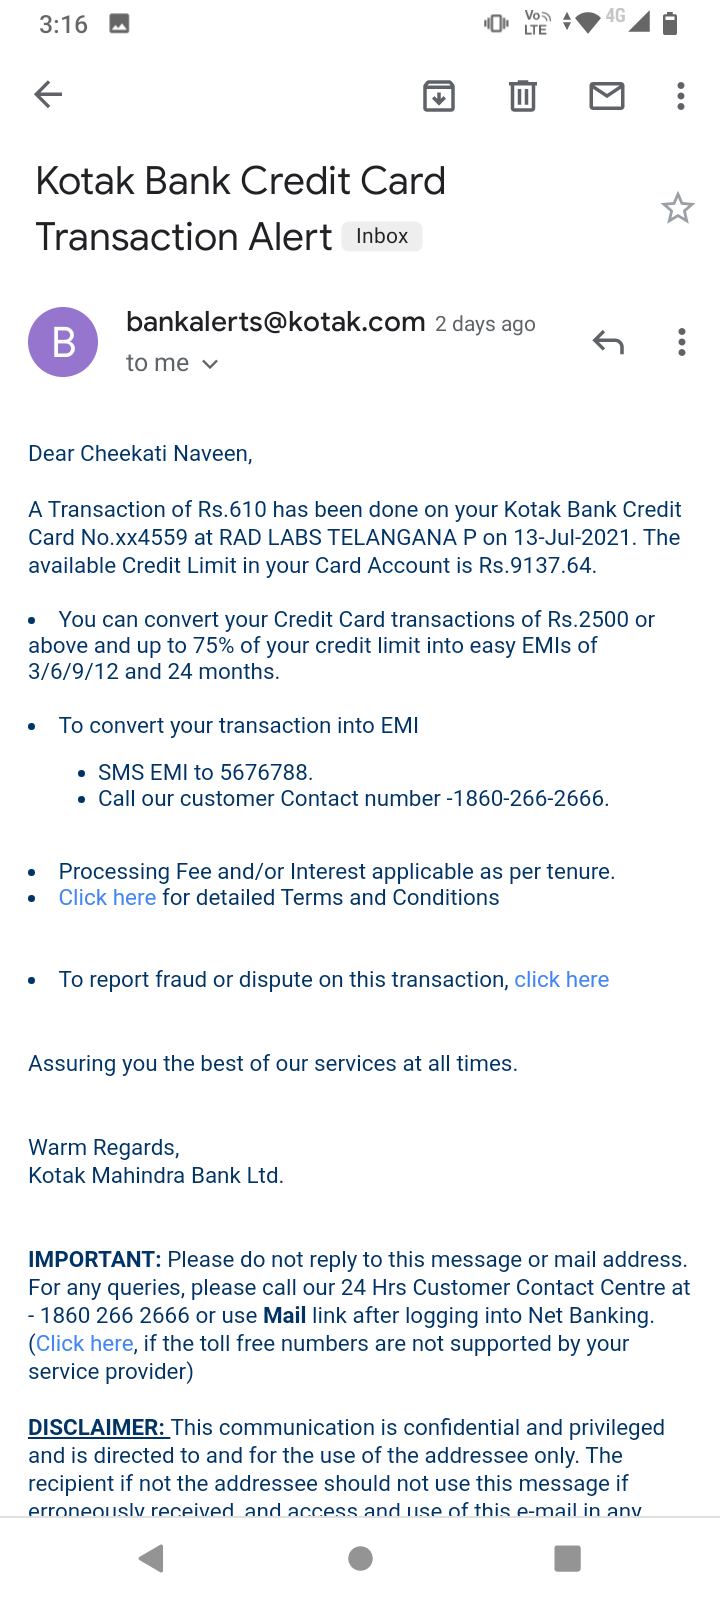 3:16
Vo
LTE
4G
Kotak Bank Credit Card
Transaction Alert Inbox
B
bankalerts@kotak.com 2 days ago
to me
Dear Cheekati Naveen,
A Transaction of Rs.610 has been done on your Kotak Bank Credit
Card No.xx4559 at RAD LABS TELANGANA P on 13-Jul-2021. The
available Credit Limit in your Card Account is Rs.9137.64.
• You can convert your Credit Card transactions of Rs.2500 or
above and up to 75% of your credit limit into easy EMIs of
3/6/9/12 and 24 months.
• To convert your transaction into EMI
• SMS EMI to 5676788.
• Call our customer Contact number -1860-266-2666.
• Processing Fee and/or Interest applicable as per tenure.
• Click here for detailed Terms and Conditions
• To report fraud or dispute on this transaction, click here
Assuring you the best of our services at all times.
Warm Regards,
Kotak Mahindra Bank Ltd.
IMPORTANT: Please do not reply to this message or mail address.
For any queries, please call our 24 Hrs Customer Contact Centre at
- 1860 266 2666 or use Mail link after logging into Net Banking.
(Click here, if the toll free numbers are not supported by your
service provider)
DISCLAIMER: This communication is confidential and privileged
and is directed to and for the use of the addressee only. The
recipient if not the addressee should not use this message if
erroneously received, and access and use of this e-mail in any